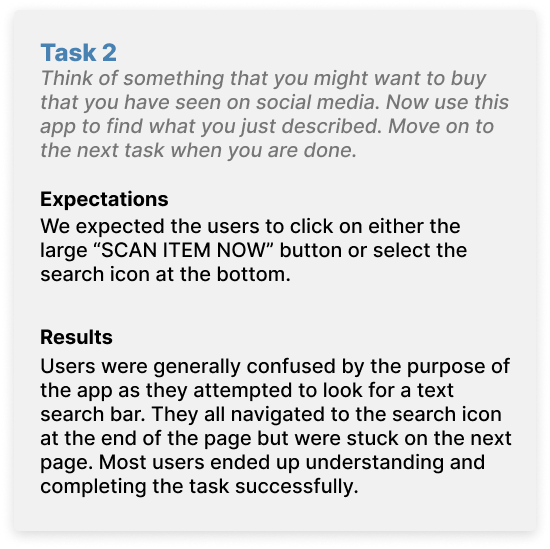 Task 2
Think of something that you might want to buy
that you have seen on social media. Now use this
app to find what you just described. Move on to
the next task when you are done.
Expectations
We expected the users to click on either the
large “SCAN ITEM NOW” button or select the
search icon at the bottom.
Results
Users were generally confused by the purpose of
the app as they attempted to look for a text
search bar. They all navigated to the search icon
at the end of the page but were stuck on the next
page. Most users ended up understanding and
completing the task successfully.